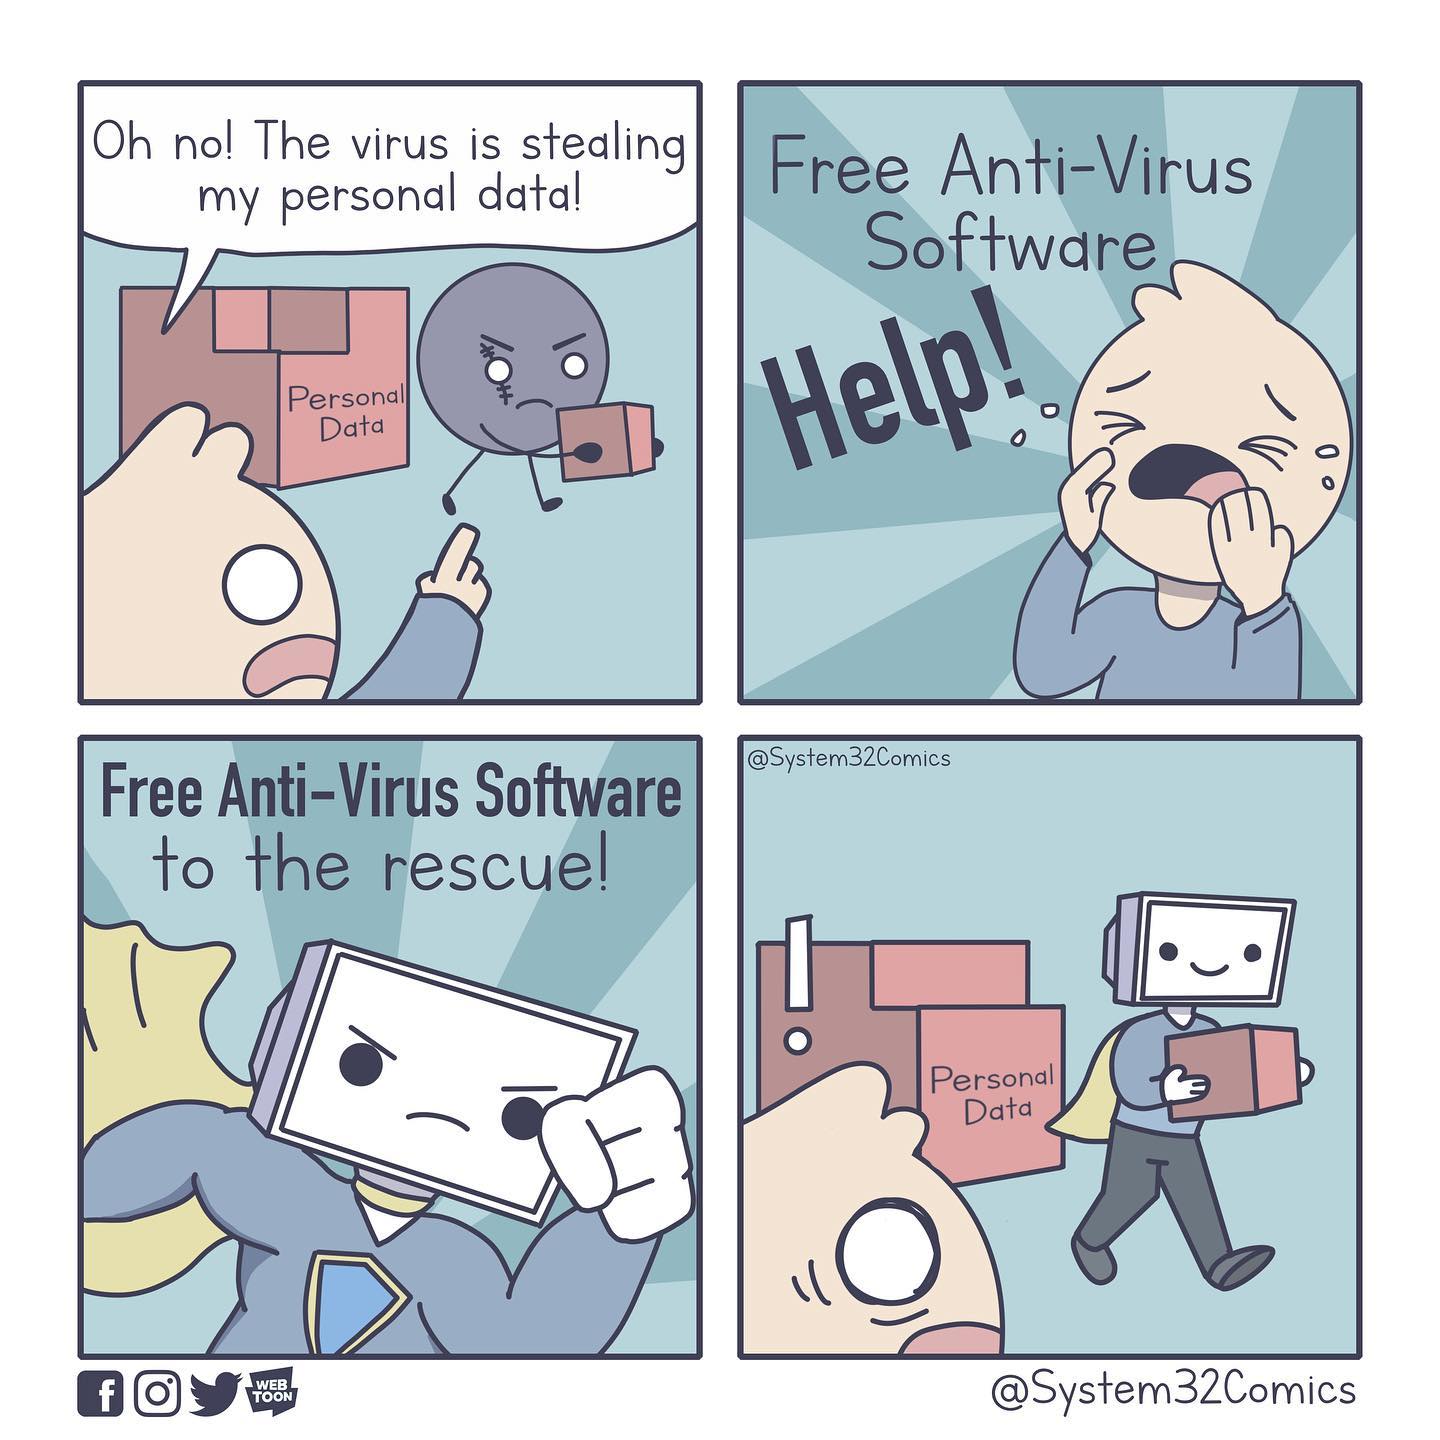 Oh no! The virus is stealing
my personal data!
Personal
Data
Free Anti-Virus
Software
Help!
Free Anti-Virus Software
to the rescue!
@System32Comics
!
Personal
Data
WEB
TOON
@System32Comics